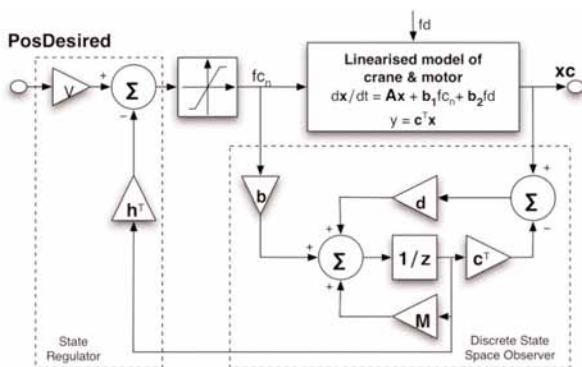 fd
PosDesired
V
+
Σ
−
fcₙ
Linearised model of
crane & motor
dx/dt = Ax + b₁fcₙ+ b₂fd
y = cᵀx
xc
hᵀ
b
d
+
Σ
−
+
+
Σ
+
1/z
cᵀ
M
State
Regulator
Discrete State
Space Observer